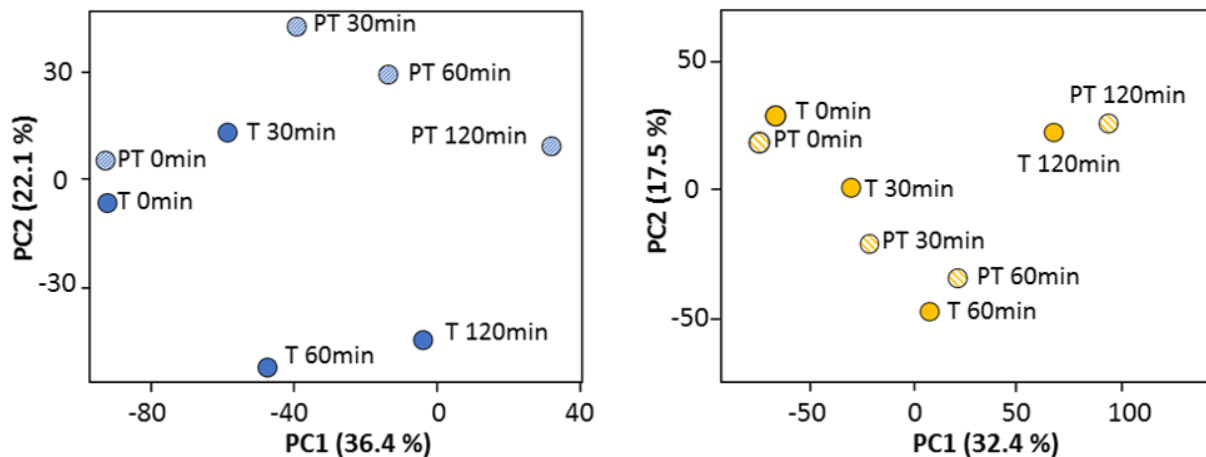 PT 30min
PT 60min
30
T 30min
PT 120min
PT 0min
0
T 0min
-30
T 120min
T 60min
-80
-40
0
40
PC1 (36.4 %)
PC2 (22.1 %)
50
PT 120min
T 0min
PT 0min
T 120min
0
T 30min
PT 30min
PT 60min
T 60min
-50
-50
0
50
100
PC1 (32.4 %)
PC2 (17.5 %)